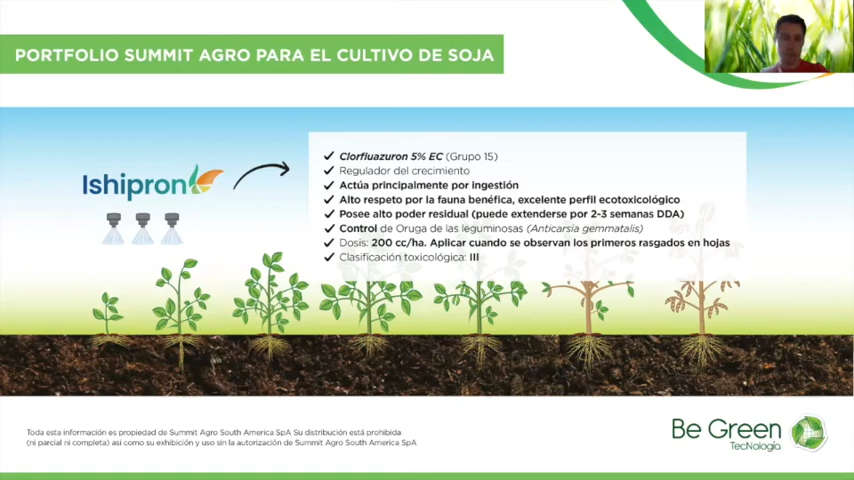 PORTFOLIO SUMMIT AGRO PARA EL CULTIVO DE SOJA
Ishipron
Clorfluazuron 5% EC (Grupo 15)
Regulador del crecimiento
Actúa principalmente por ingestión
Alto respeto por la fauna benéfica, excelente perfil ecotoxicológico
Posee alto poder residual (puede extenderse por 2-3 semanas DDA)
Control de Oruga de las leguminosas (Anticarsia gemmatalis)
Dosis: 200 cc/ha. Aplicar cuando se observan los primeros rasgados en hojas
Clasificación toxicológica: III
Toda esta información es propiedad de Summit Agro South America SpA Su distribución está prohibida
(ni parcial ni completa) así como su exhibición y uso sin la autorización de Summit Agro South America SpA
Be Green
TecNología